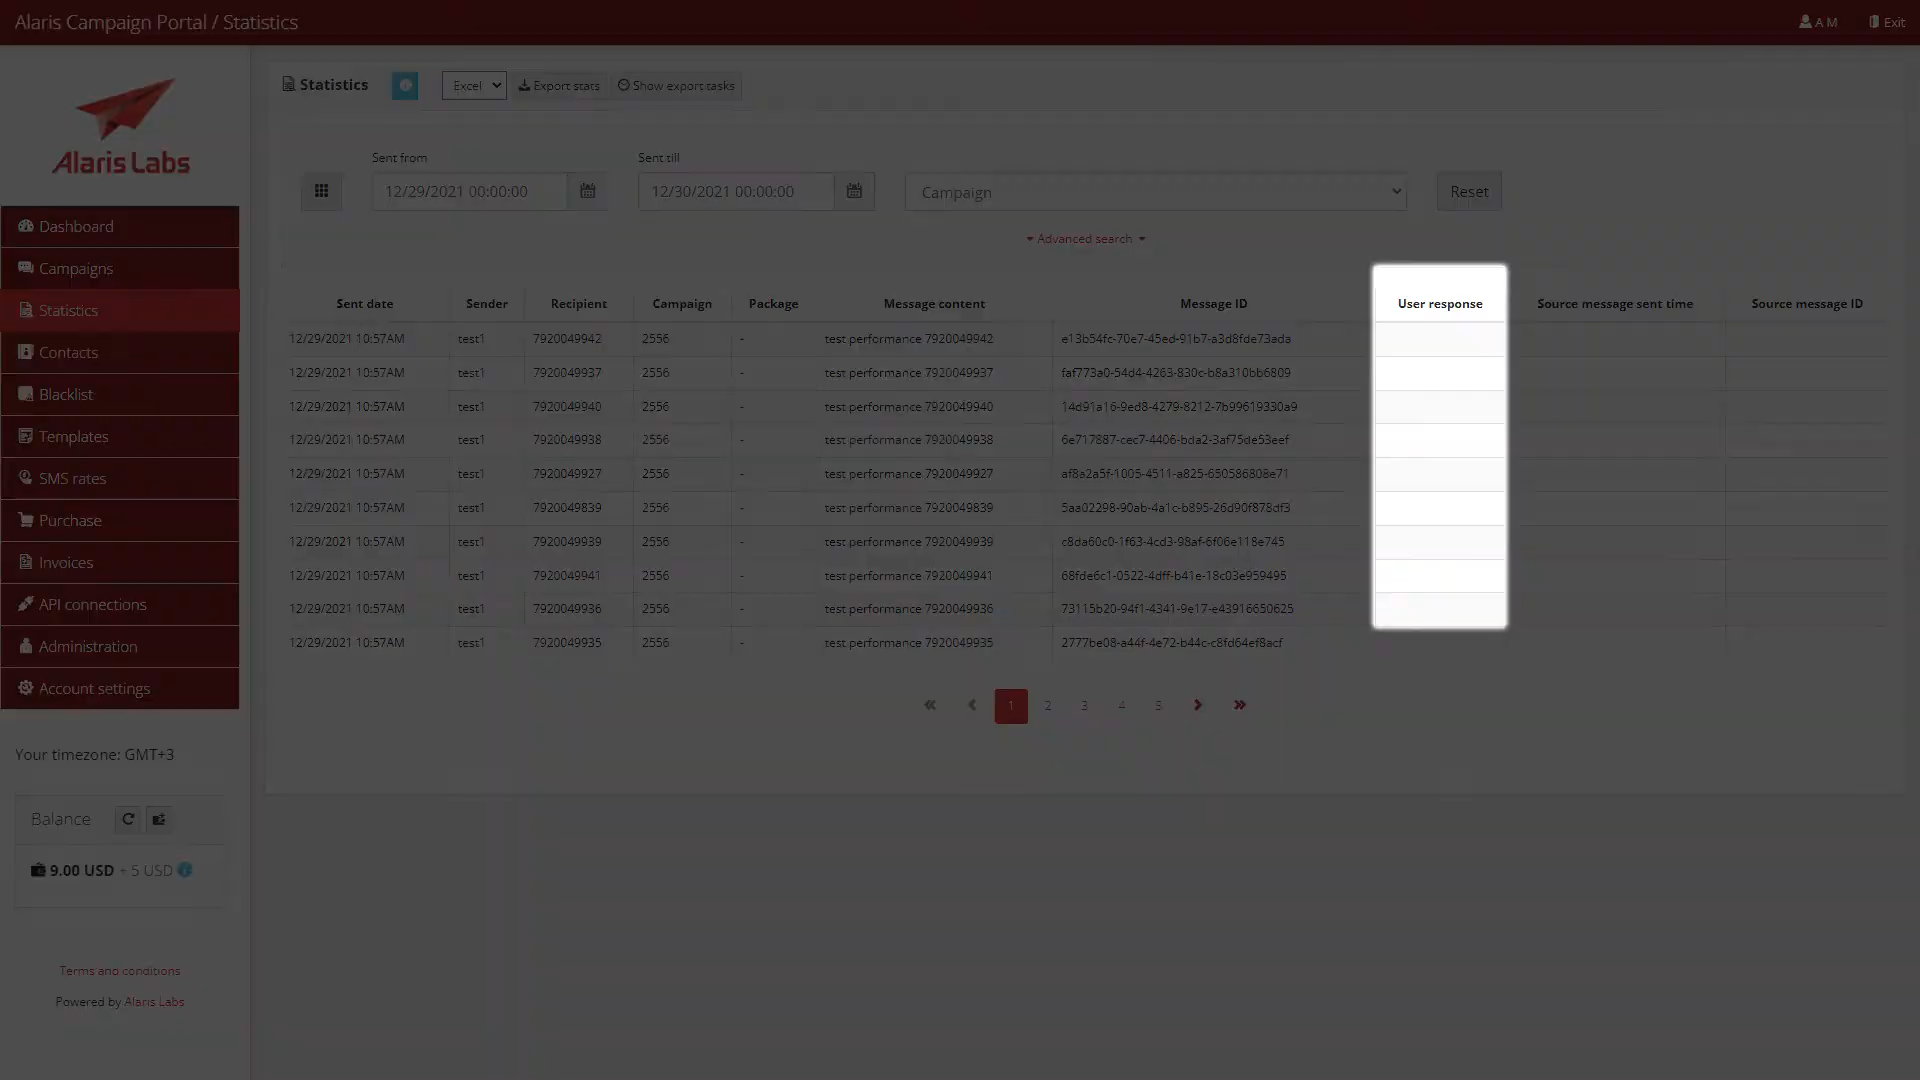 Alaris Campaign Portal / Statistics
A M
Exit
Alaris Labs
Dashboard
Campaigns
Statistics
Contacts
Blacklist
Templates
SMS rates
Purchase
Invoices
API connections
Administration
Account settings
Your timezone: GMT+3
Balance
9.00 USD + 5 USD
Terms and conditions
Powered by Alaris Labs
Statistics
Excel
Export stats
Show export tasks
Sent from
Sent till
12/29/2021 00:00:00
12/30/2021 00:00:00
Campaign
Reset
Advanced search
Sent date Sender Recipient Campaign Package Message content Message ID User response Source message sent time Source message ID
12/29/2021 10:57AM test1 7920049942 2556 - test performance 7920049942 e13b54fc-70e7-45ed-91b7-a3d8fde73ada
12/29/2021 10:57AM test1 7920049937 2556 - test performance 7920049937 faf773a0-54d4-4263-830c-b8a310bb6809
12/29/2021 10:57AM test1 7920049940 2556 - test performance 7920049940 14d91a16-9ed8-4279-8212-7b99619330a9
12/29/2021 10:57AM test1 7920049938 2556 - test performance 7920049938 6e717887-cec7-4406-bda2-3af75de53eef
12/29/2021 10:57AM test1 7920049927 2556 - test performance 7920049927 af8a2a5f-1005-4511-a825-650586808e71
12/29/2021 10:57AM test1 7920049839 2556 - test performance 7920049839 5aa02298-90ab-4a1c-b895-26d90f878df3
12/29/2021 10:57AM test1 7920049939 2556 - test performance 7920049939 c8da60c0-1f63-4cd3-98af-6f06e118e745
12/29/2021 10:57AM test1 7920049941 2556 - test performance 7920049941 68fde6c1-0522-4dff-b41e-18c03e959495
12/29/2021 10:57AM test1 7920049936 2556 - test performance 7920049936 73115b20-94f1-4341-9e17-e43916650625
12/29/2021 10:57AM test1 7920049935 2556 - test performance 7920049935 2777be08-a44f-4e72-b44c-c8fd64ef8acf
« ‹ 1 2 3 4 5 › »